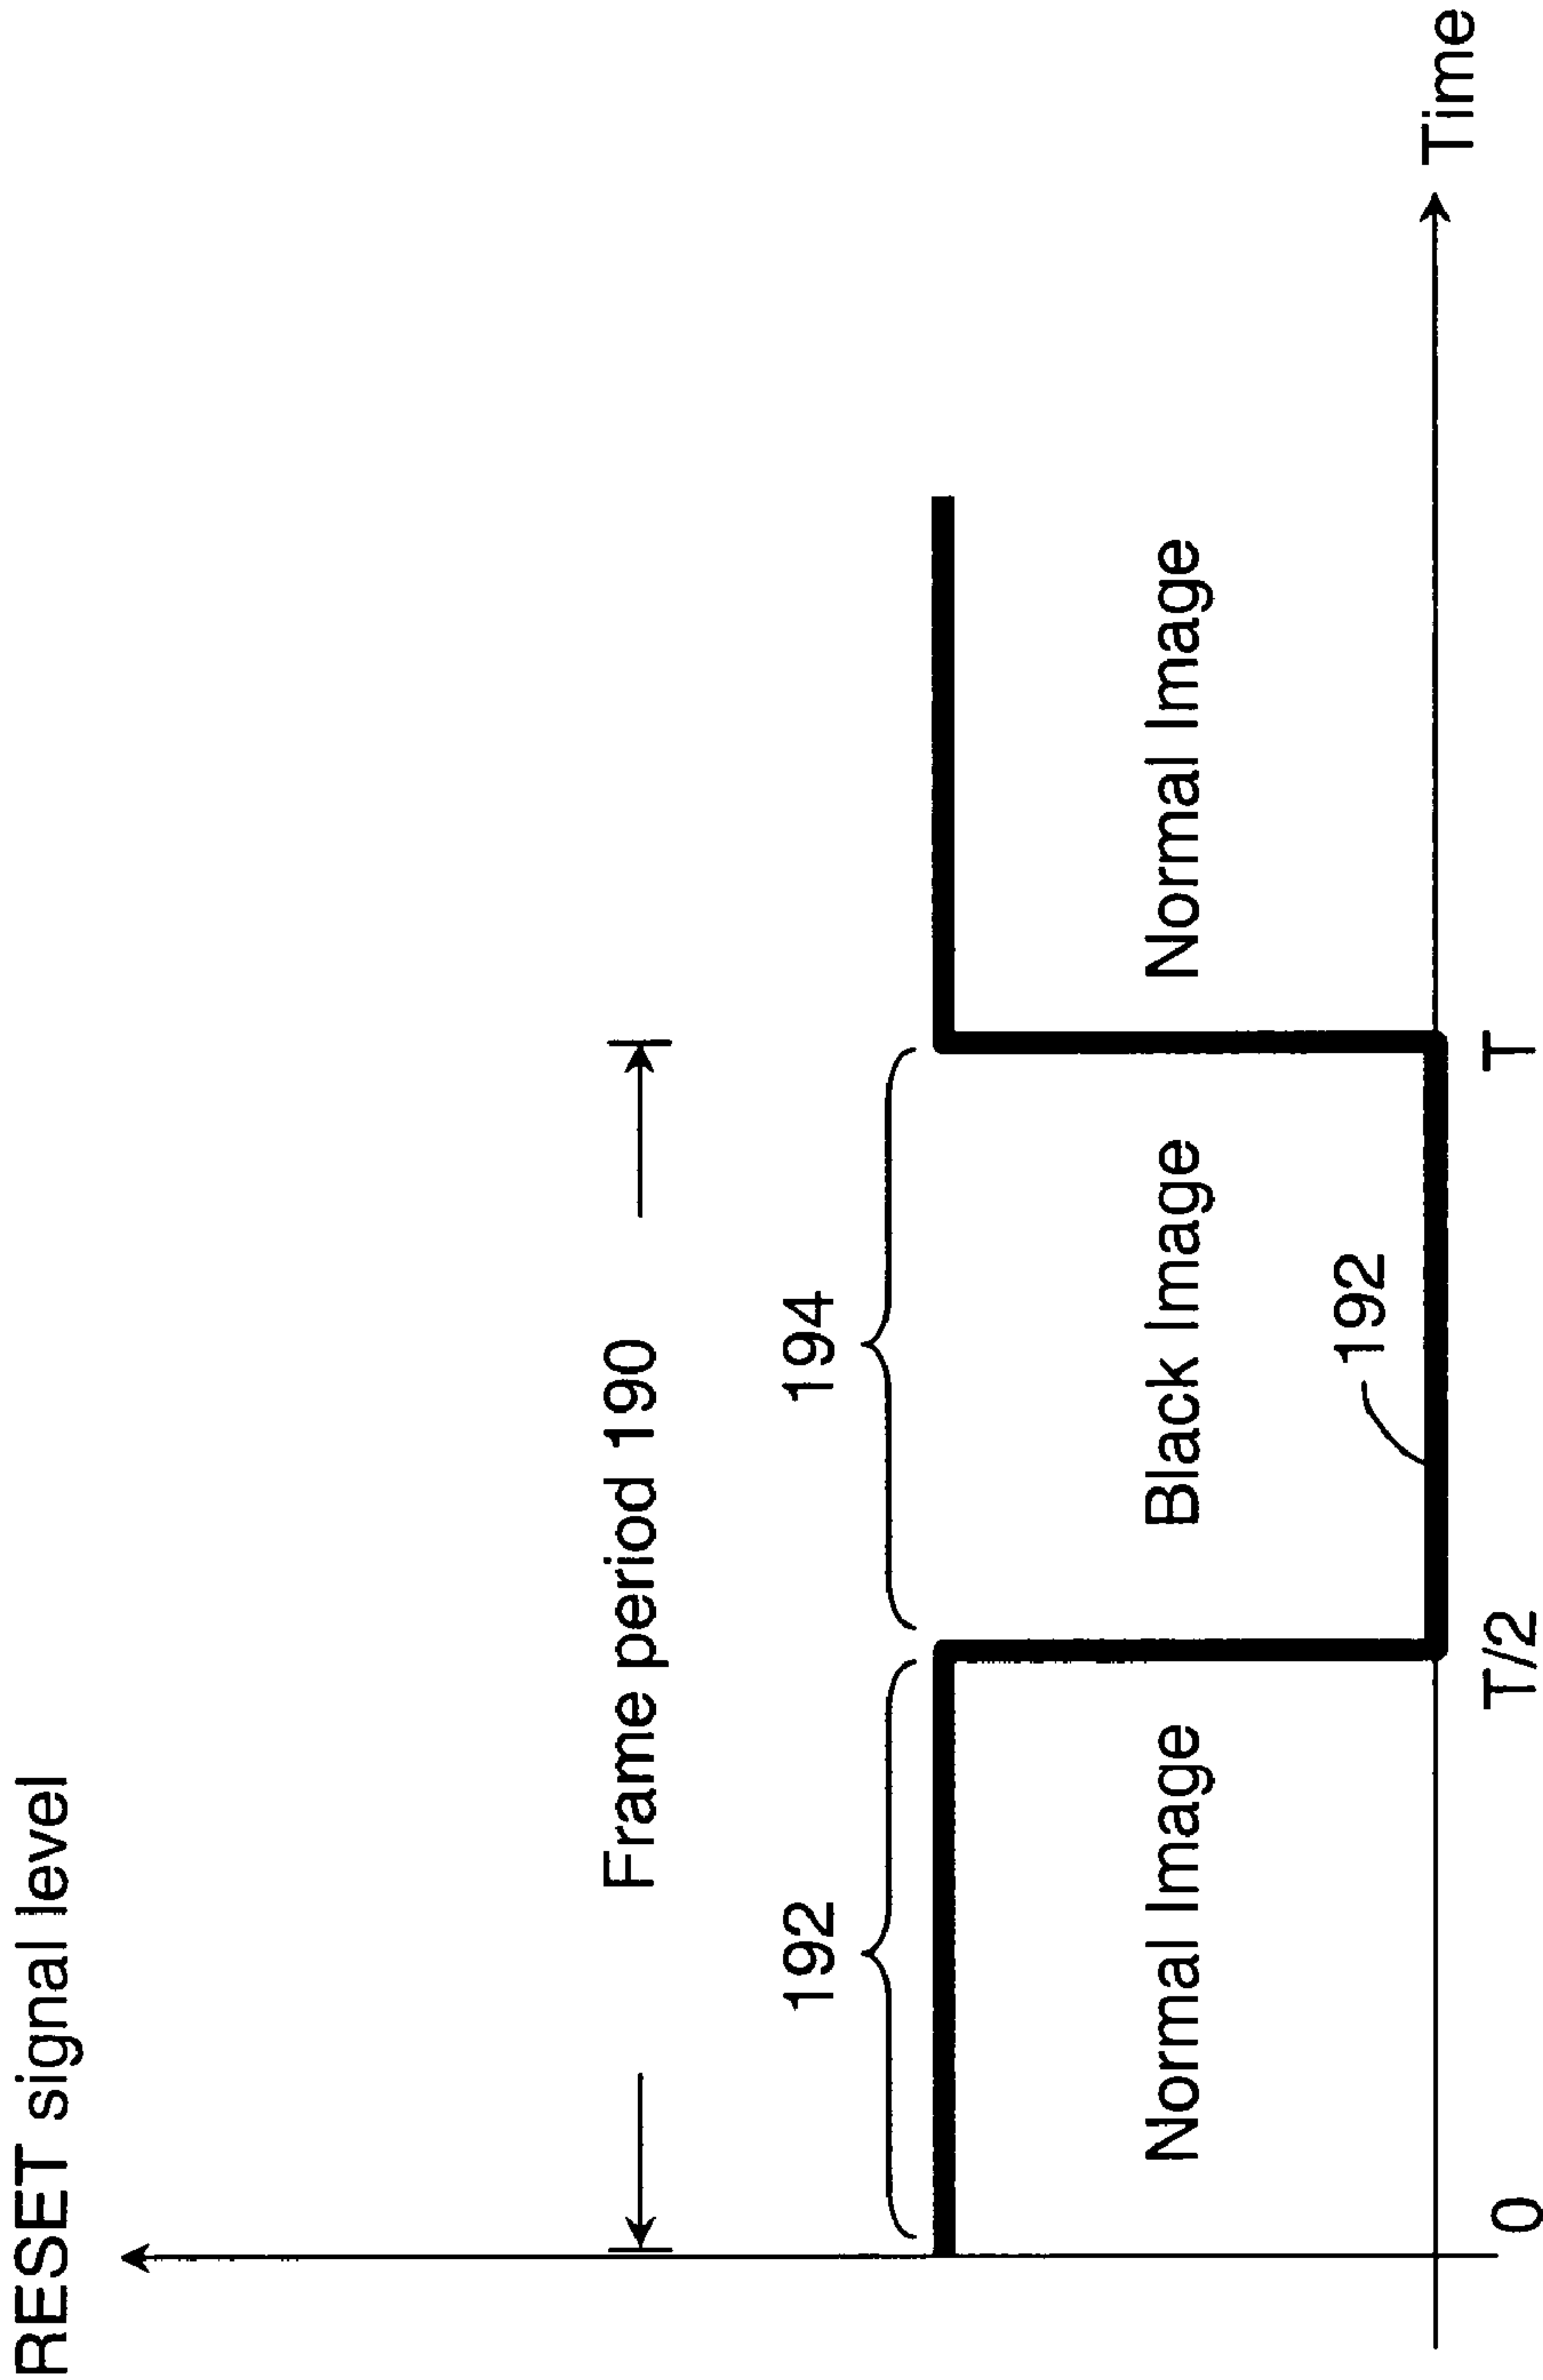 RESET signal level
Frame period 190
192
194
Normal Image
Black Image
Normal Image
192
0
T/2
T
Time